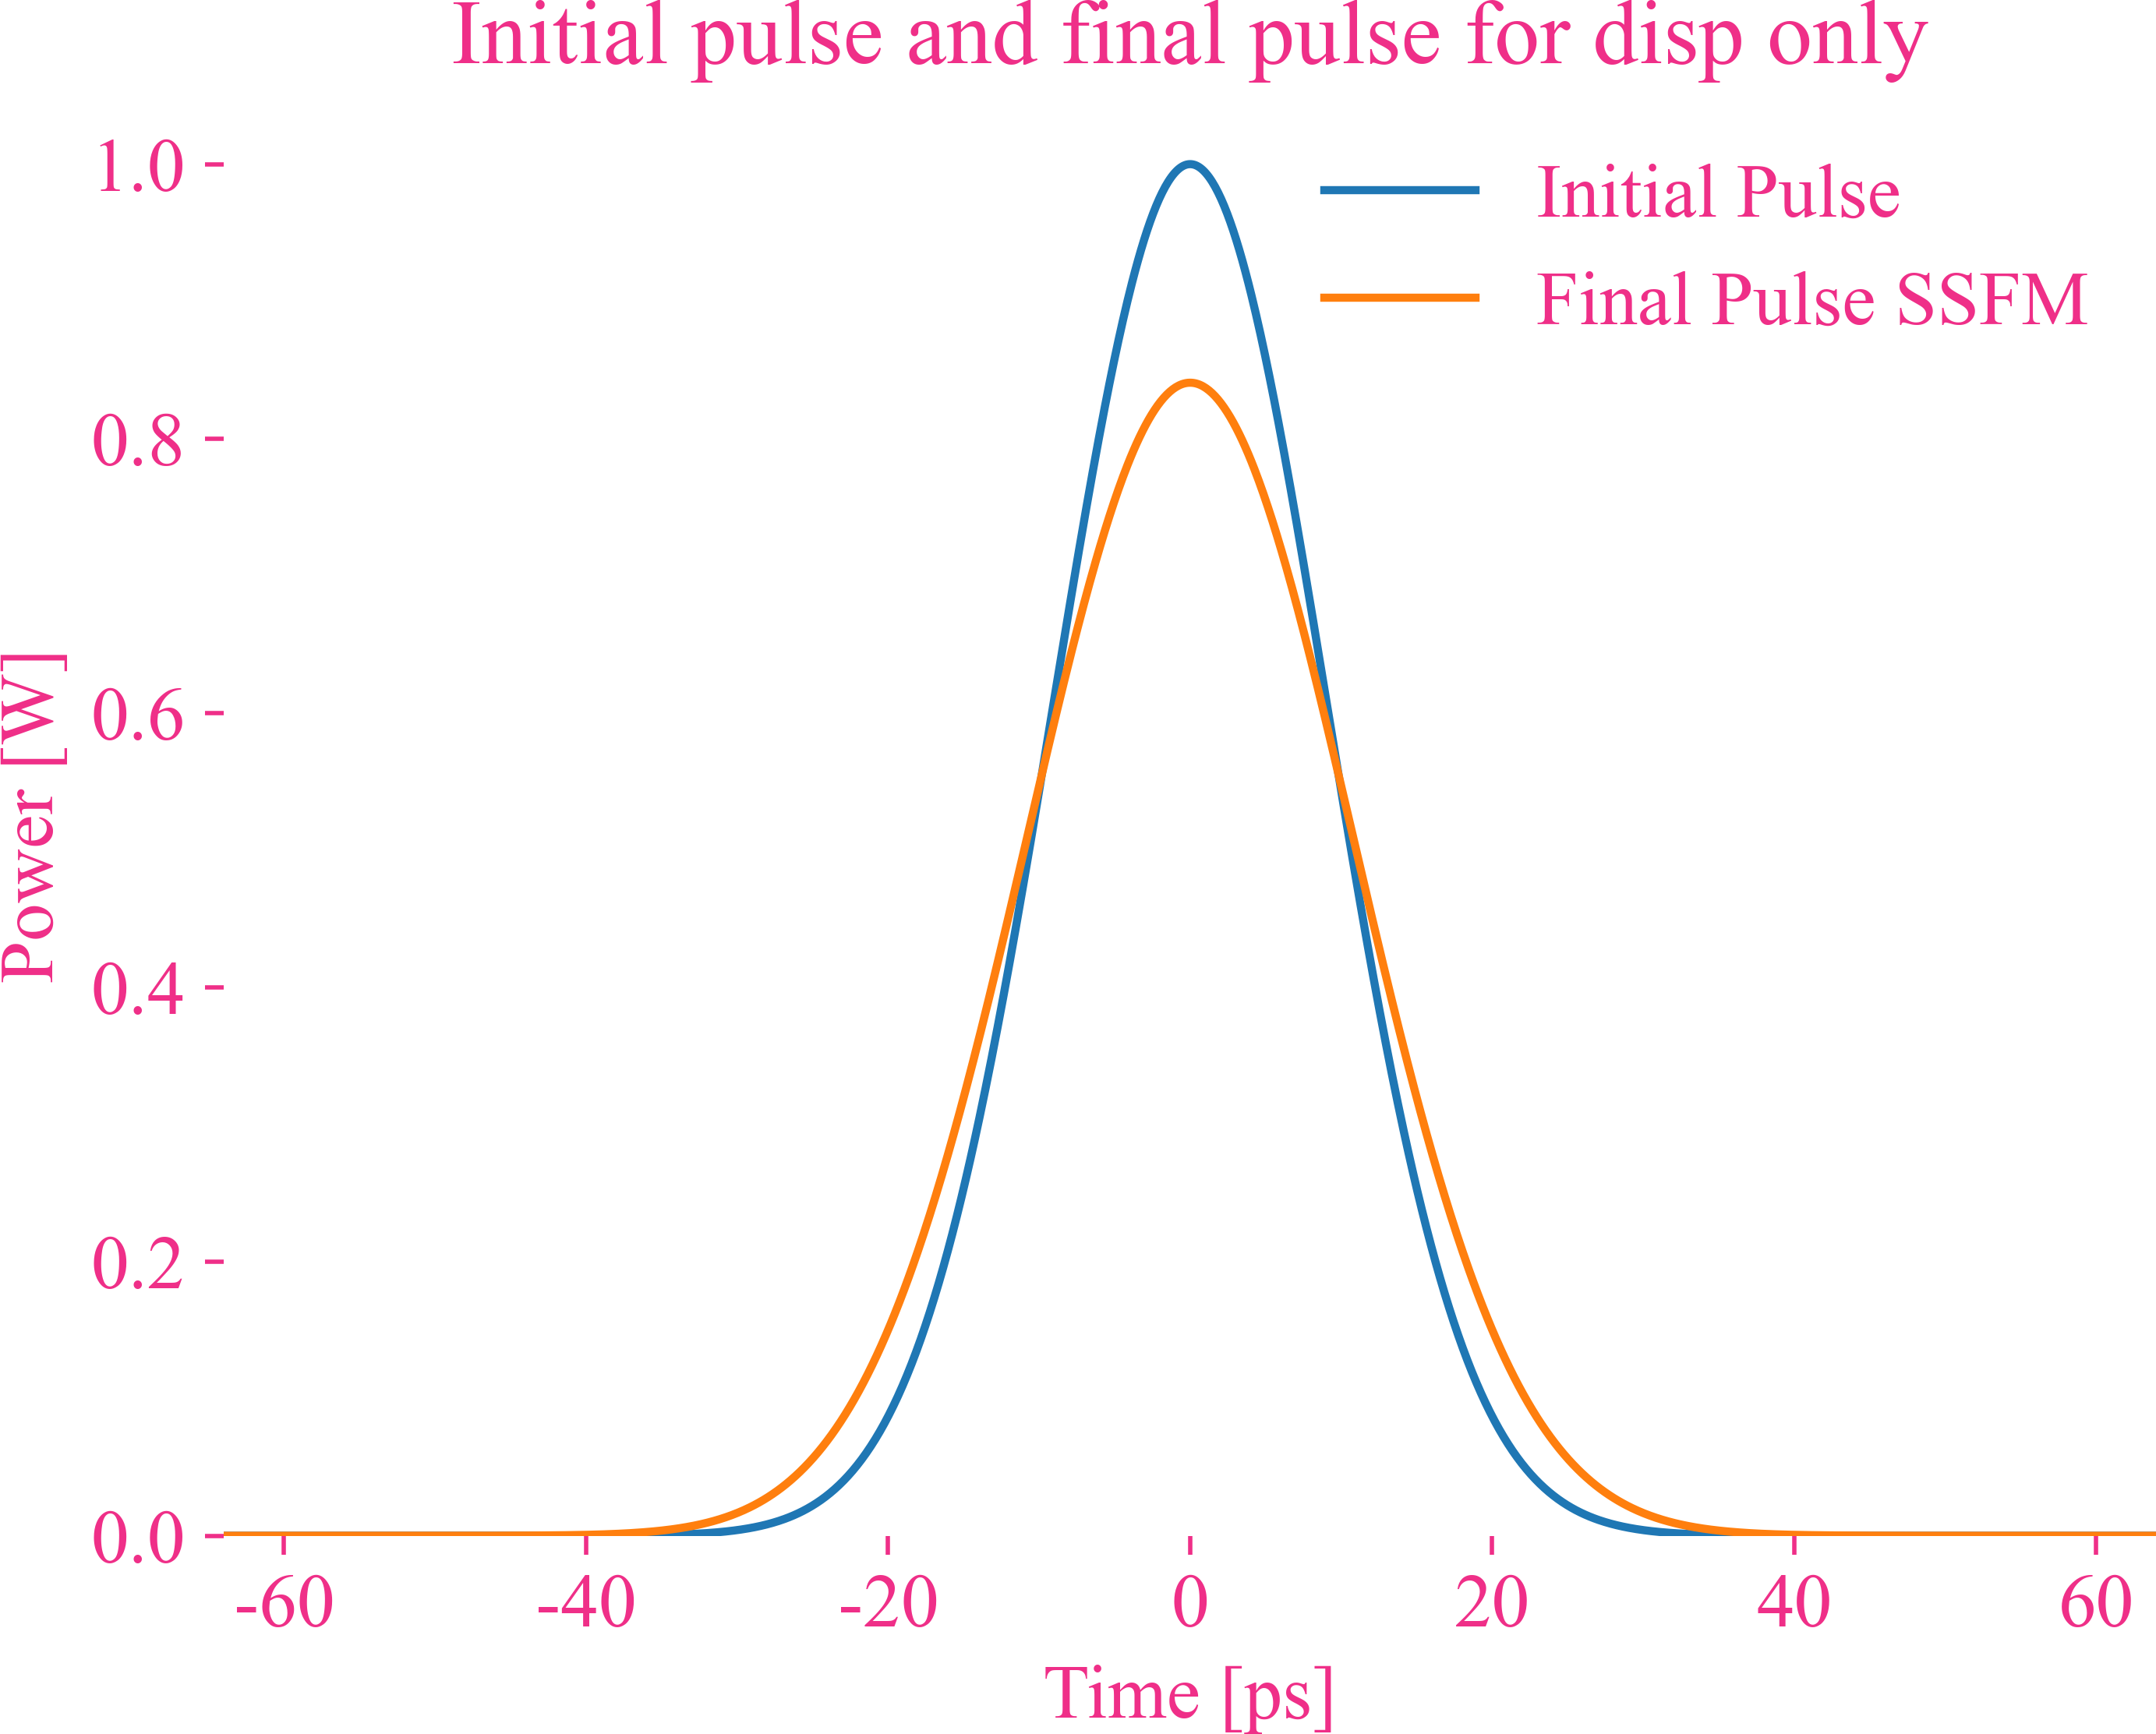 Initial pulse and final pulse for disp only
Initial Pulse
Final Pulse SSFM
Power [W]
1.0
0.8
0.6
0.4
0.2
0.0
-60 -40 -20 0 20 40 60
Time [ps]